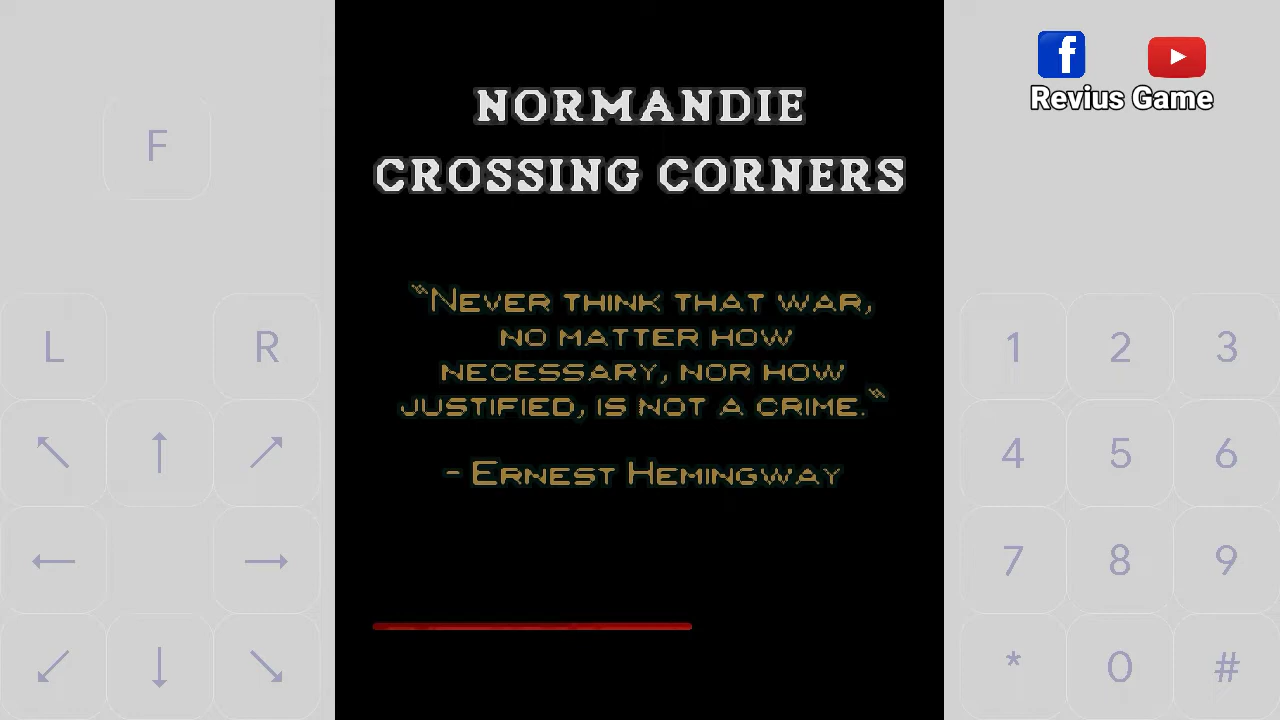 F
Revius Game
NORMANDIE
CROSSING CORNERS
"NEVER THINK THAT WAR,
NO MATTER HOW
NECESSARY, NOR HOW
JUSTIFIED, IS NOT A CRIME."
- ERNEST HEMINGWAY
L
R
1 2 3
4 5 6
7 8 9
* 0 #